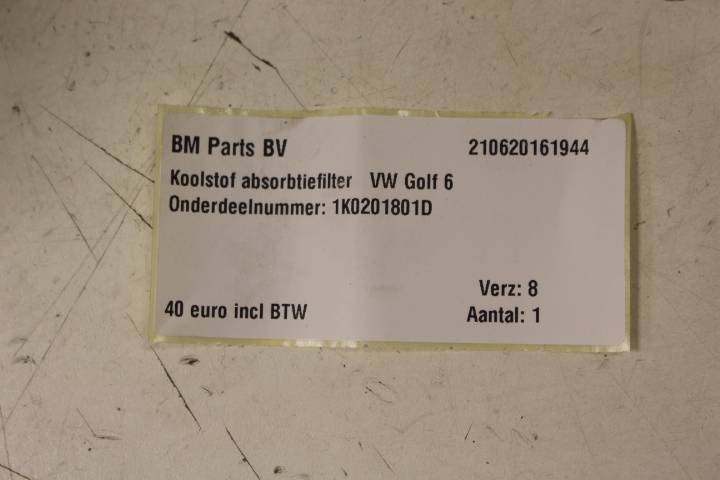 BM Parts BV 210620161944
Koolstof absorbtiefilter VW Golf 6
Onderdeelnummer: 1K0201801D
Verz: 8
40 euro incl BTW Aantal: 1